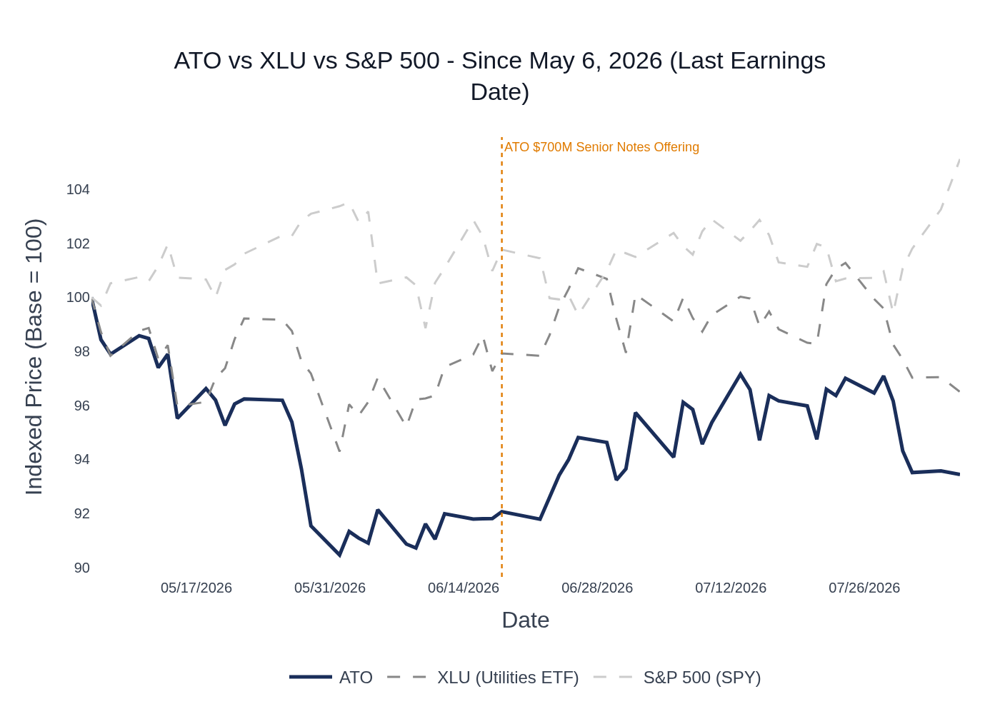 ATO vs XLU vs S&P 500 - Since May 6, 2026 (Last Earnings
Date)
ATO $700M Senior Notes Offering
Indexed Price (Base = 100)
104
102
100
98
96
94
92
90
05/17/2026
05/31/2026
06/14/2026
06/28/2026
07/12/2026
07/26/2026
Date
ATO
XLU (Utilities ETF)
S&P 500 (SPY)